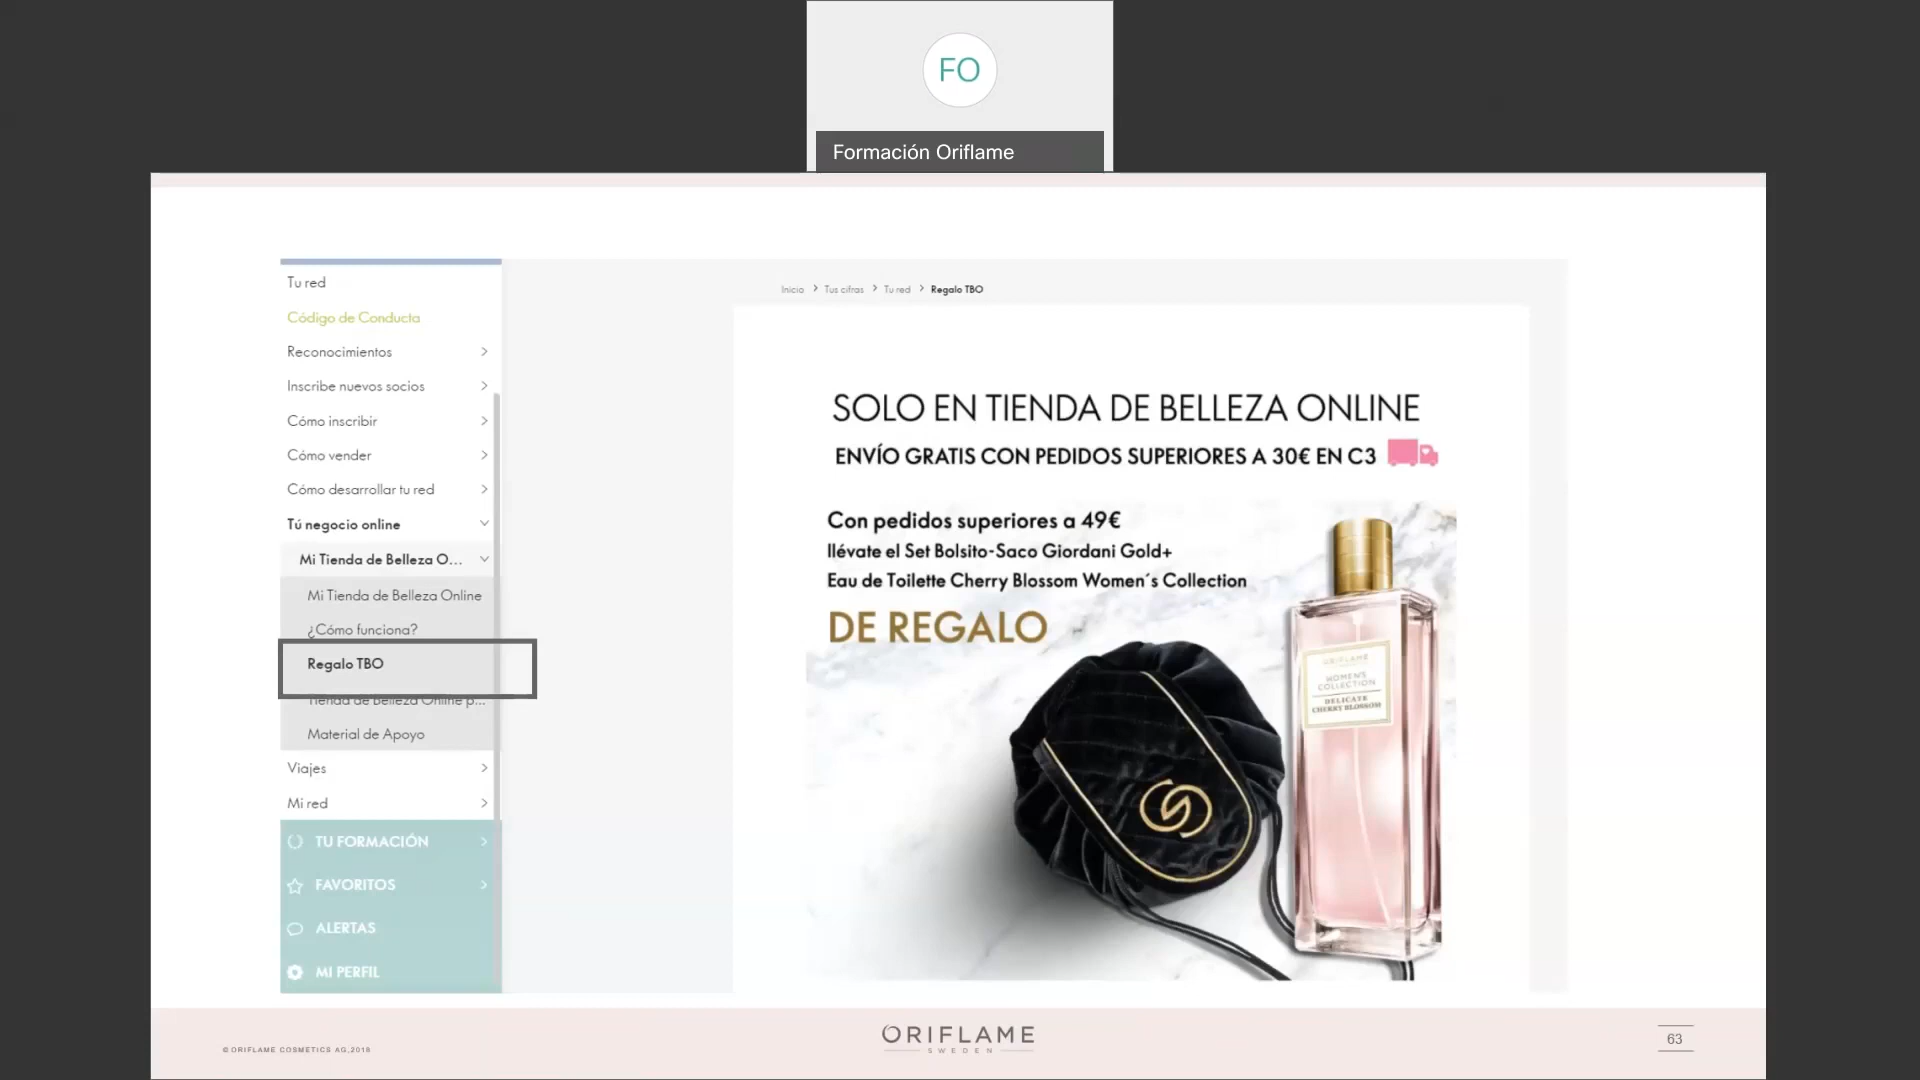 FO
Formación Oriflame
Tu red
Código de Conducta
Reconocimientos
Inscribe nuevos socios
Cómo inscribir
Cómo vender
Cómo desarrollar tu red
Tú negocio online
Mi Tienda de Belleza O...
Mi Tienda de Belleza Online
¿Cómo funciona?
Regalo TBO
Tienda de Belleza Online p...
Material de Apoyo
Viajes
Mi red
TU FORMACIÓN
FAVORITOS
ALERTAS
MI PERFIL
Inicio > Tus cifras > Tu red > Regalo TBO
SOLO EN TIENDA DE BELLEZA ONLINE
ENVÍO GRATIS CON PEDIDOS SUPERIORES A 30€ EN C3
Con pedidos superiores a 49€
llévate el Set Bolsito-Saco Giordani Gold+
Eau de Toilette Cherry Blossom Women´s Collection
DE REGALO
ORIFLAME
WOMEN'S
COLLECTION
DELICATE
CHERRY BLOSSOM
© ORIFLAME COSMETICS AG, 2018
ORIFLAME
SWEDEN
63